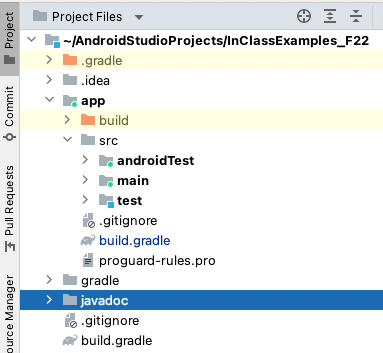 Project Files
~/AndroidStudioProjects/InClassExamples_F22
.gradle
.idea
app
build
src
androidTest
main
test
.gitignore
build.gradle
proguard-rules.pro
gradle
javadoc
.gitignore
build.gradle
Project
Commit
Pull Requests
ource Manager